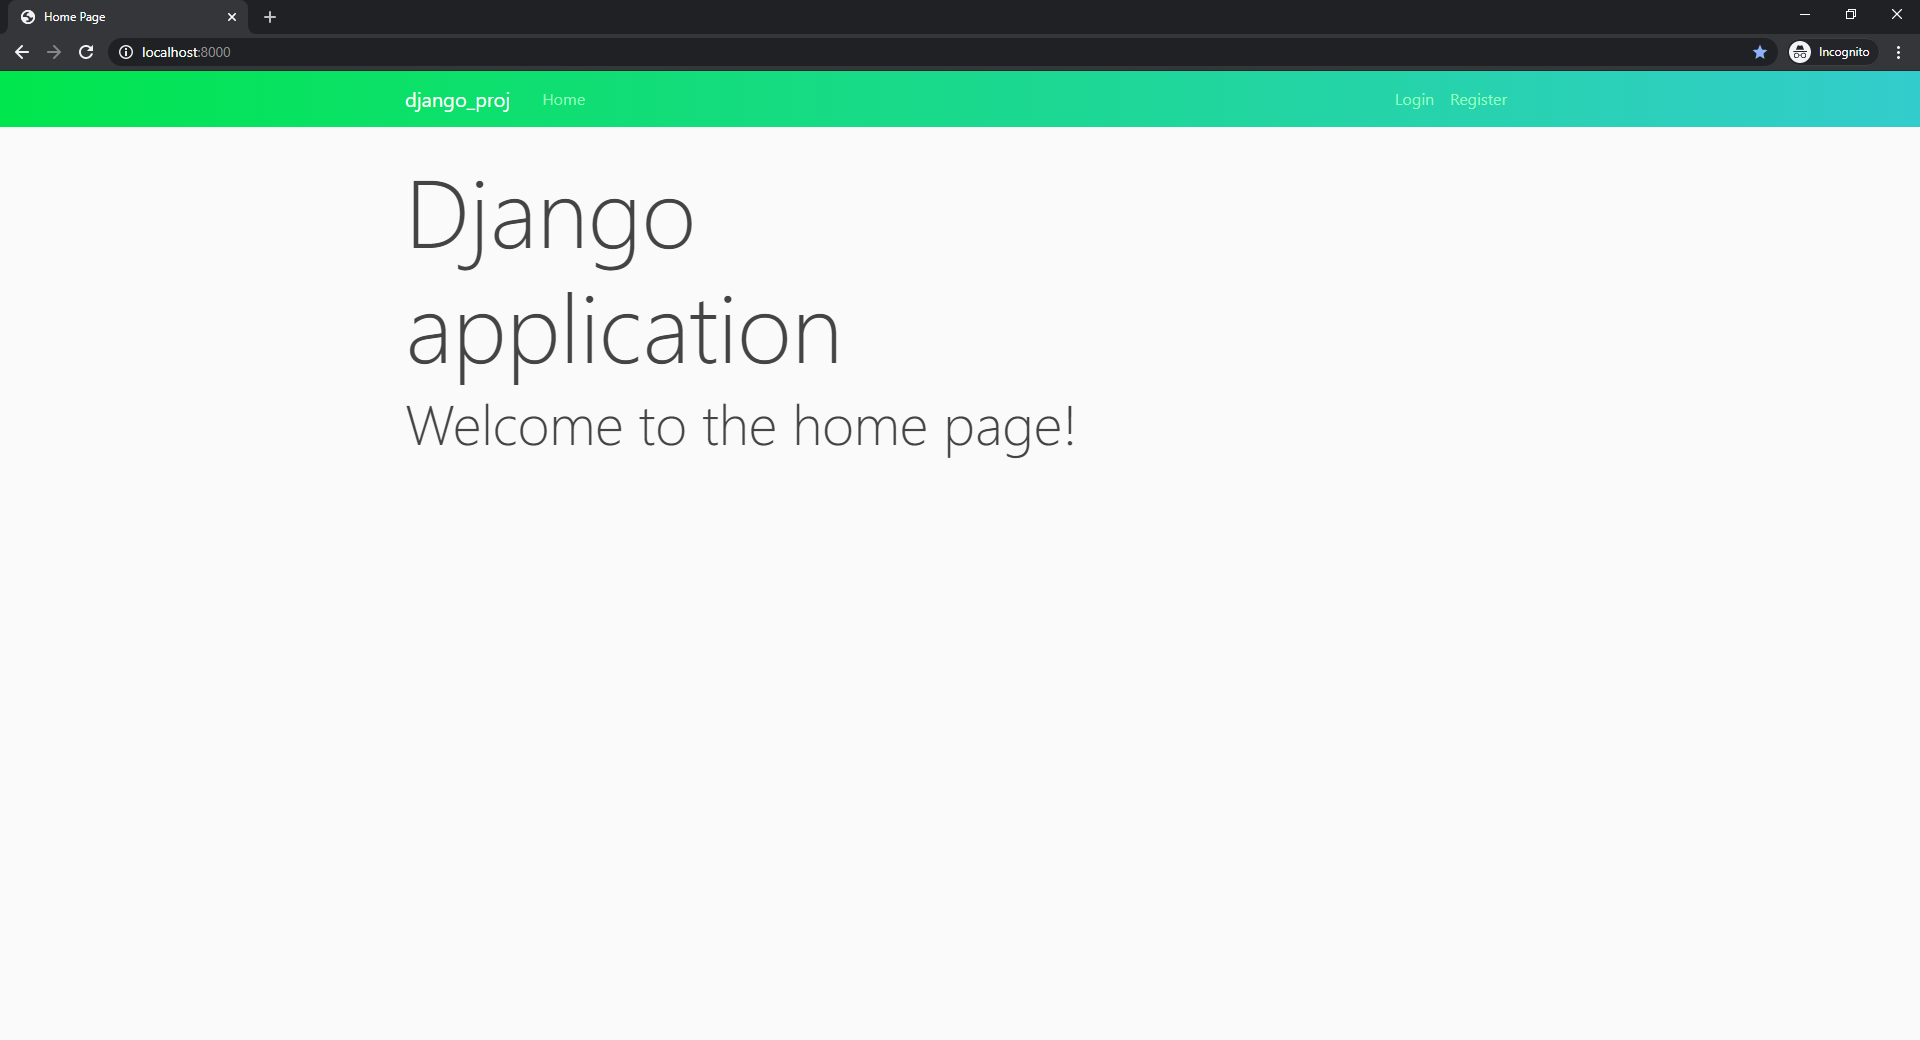 Home Page
localhost:8000
Incognito
django_proj Home Login Register
Django
application
Welcome to the home page!